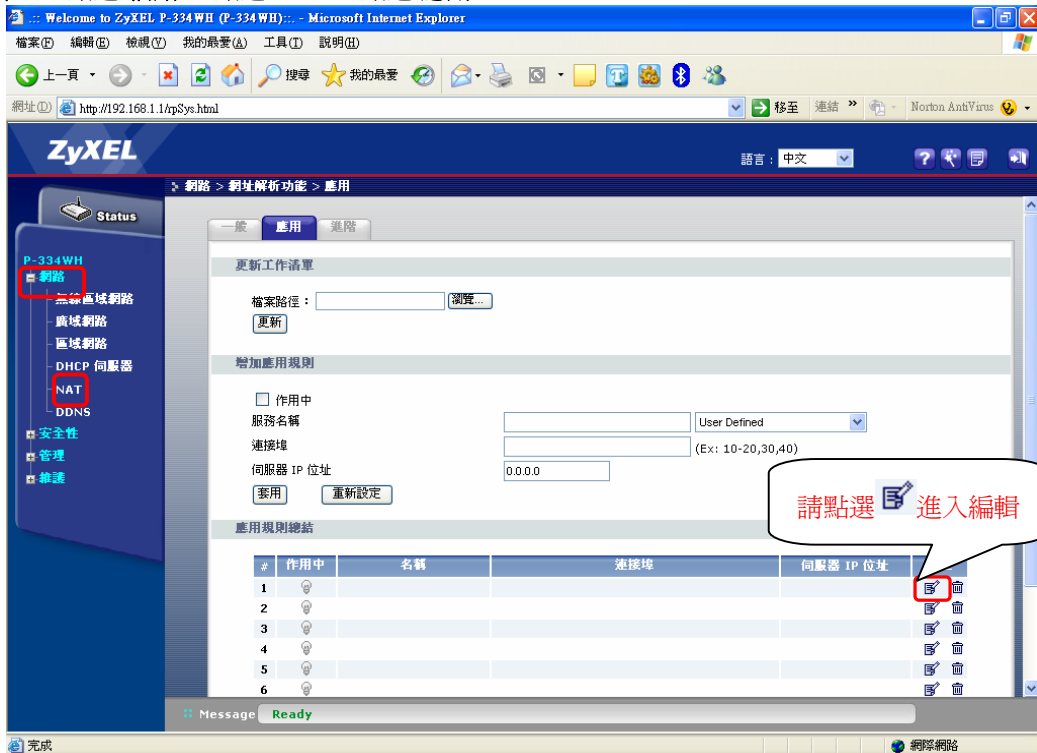 .:: Welcome to ZyXEL P-334WH (P-334WH)::. - Microsoft Internet Explorer
檔案(F) 編輯(E) 檢視(V) 我的最愛(A) 工具(T) 說明(H)
上一頁 搜尋 我的最愛
網址(D) http://192.168.1.1/rpSys.html 移至 連結 » Norton AntiVirus
ZyXEL
語言 : 中文
網路 > 網址解析功能 > 應用
Status
一般 應用 進階
P-334WH
網路
無線區域網路
廣域網路
區域網路
DHCP 伺服器
NAT
DDNS
安全性
管理
維護
更新工作清單
檔案路徑 : 瀏覽...
更新
增加應用規則
作用中
服務名稱 User Defined
連接埠 (Ex: 10-20,30,40)
伺服器 IP 位址 0.0.0.0
套用 重新設定
請點選 進入編輯
應用規則總結
# 作用中 名稱 連接埠 伺服器 IP 位址
1
2
3
4
5
6
Message Ready
完成 網際網路